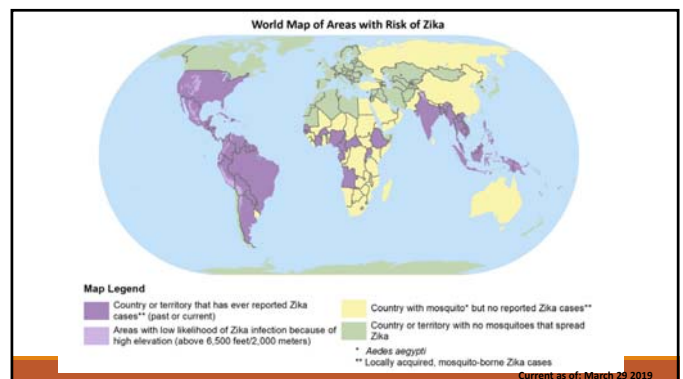 World Map of Areas with Risk of Zika
Map Legend
Country or territory that has ever reported Zika
cases** (past or current)
Areas with low likelihood of Zika infection because of
high elevation (above 6,500 feet/2,000 meters)
Country with mosquito* but no reported Zika cases**
Country or territory with no mosquitoes that spread
Zika
* Aedes aegypti
** Locally acquired, mosquito-borne Zika cases
Current as of: March 29 2019